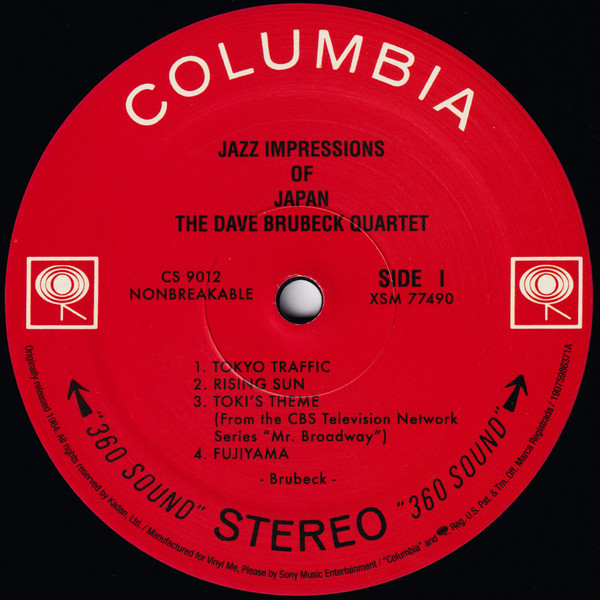 COLUMBIA
JAZZ IMPRESSIONS
OF
JAPAN
THE DAVE BRUBECK QUARTET
CS 9012
NONBREAKABLE
SIDE I
XSM 77490
1. TOKYO TRAFFIC
2. RISING SUN
3. TOKI'S THEME
(From the CBS Television Network
Series "Mr. Broadway")
4. FUJIYAMA
- Brubeck -
"360 SOUND" STEREO "360 SOUND"
Originally released 1964. All rights reserved by Kadan, Ltd. / Manufactured for Vinyl Me, Please by Sony Music Entertainment / "Columbia" and Reg. U.S. Pat. & Tm. Off. Marca Registrada / 19075986371A